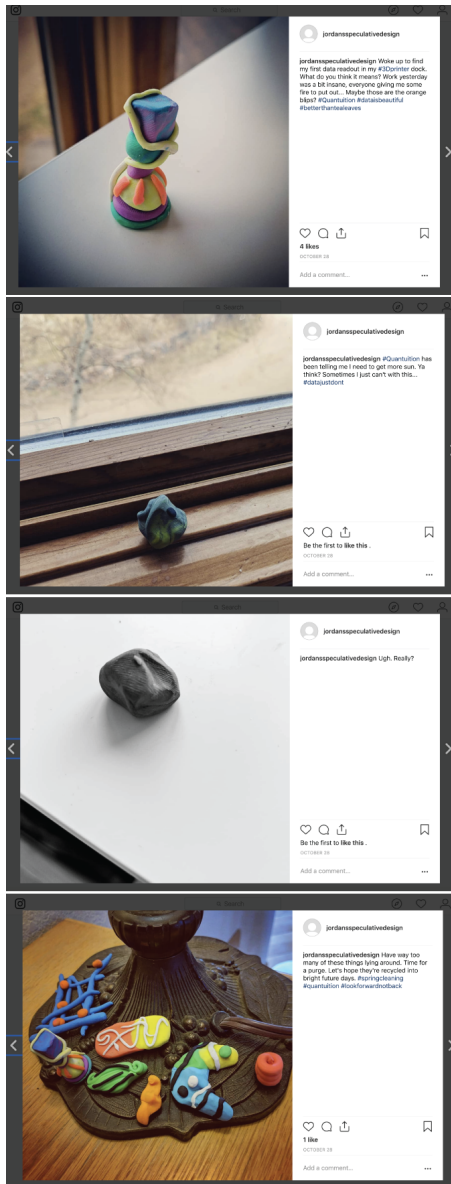 Search
jordansspeculativedesign
jordansspeculativedesign Woke up to find
my first data readout in my #3Dprinter dock.
What do you think it means? Work yesterday
was a bit insane, everyone giving me some
fire to put out... Maybe those are the orange
blips? #Quantuition #dataisbeautiful
#betterthantealeaves
4 likes
OCTOBER 28
Add a comment...
Search
jordansspeculativedesign
jordansspeculativedesign #Quantuition has
been telling me I need to get more sun. Ya
think? Sometimes I just can't with this...
#datajustdont
Be the first to like this .
OCTOBER 28
Add a comment...
Search
jordansspeculativedesign
jordansspeculativedesign Ugh. Really?
Be the first to like this .
OCTOBER 28
Add a comment...
Search
jordansspeculativedesign
jordansspeculativedesign Have way too
many of these things lying around. Time for
a purge. Let's hope they're recycled into
bright future days. #springcleaning
#quantuition #lookforwardnotback
1 like
OCTOBER 28
Add a comment...